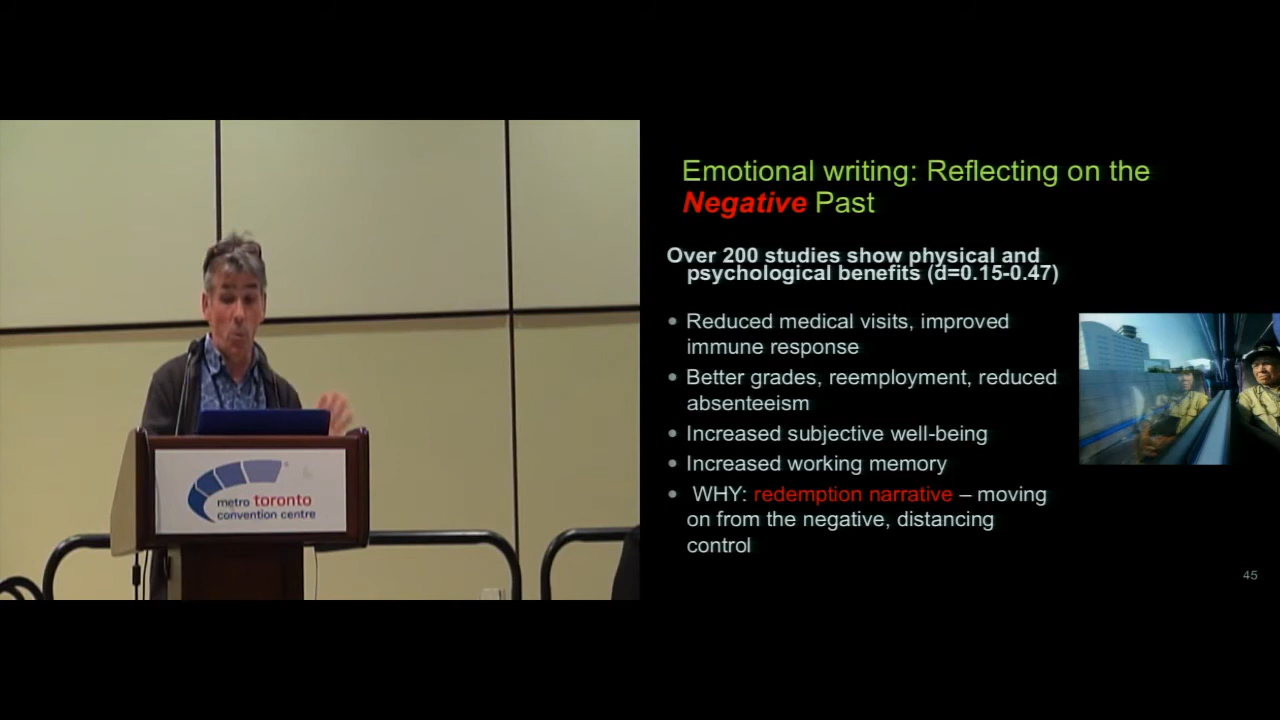 Emotional writing: Reflecting on the
Negative Past
Over 200 studies show physical and
psychological benefits (d=0.15-0.47)
• Reduced medical visits, improved
immune response
• Better grades, reemployment, reduced
absenteeism
• Increased subjective well-being
• Increased working memory
• WHY: redemption narrative – moving
on from the negative, distancing
control
45
metro toronto
convention centre